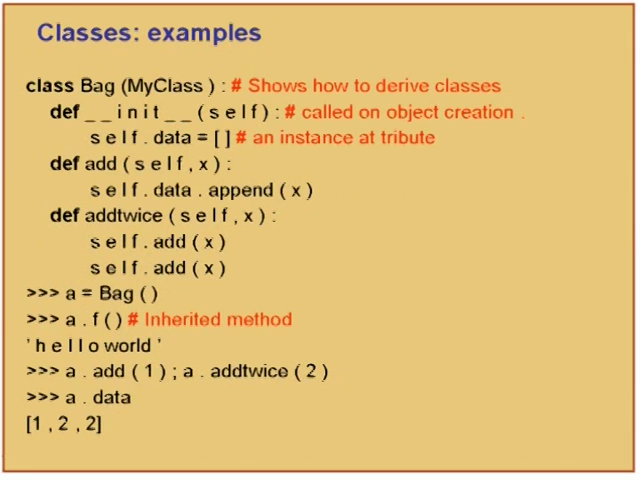 Classes: examples
class Bag (MyClass ) : # Shows how to derive classes
def _ _ i n i t _ _ ( s e l f ) : # called on object creation .
s e l f . data = [ ] # an instance at tribute
def add ( s e l f , x ) :
s e l f . data . append ( x )
def addtwice ( s e l f , x ) :
s e l f . add ( x )
s e l f . add ( x )
>>> a = Bag ( )
>>> a . f ( ) # Inherited method
' h e l l o world '
>>> a . add ( 1 ) ; a . addtwice ( 2 )
>>> a . data
[1 , 2 , 2]